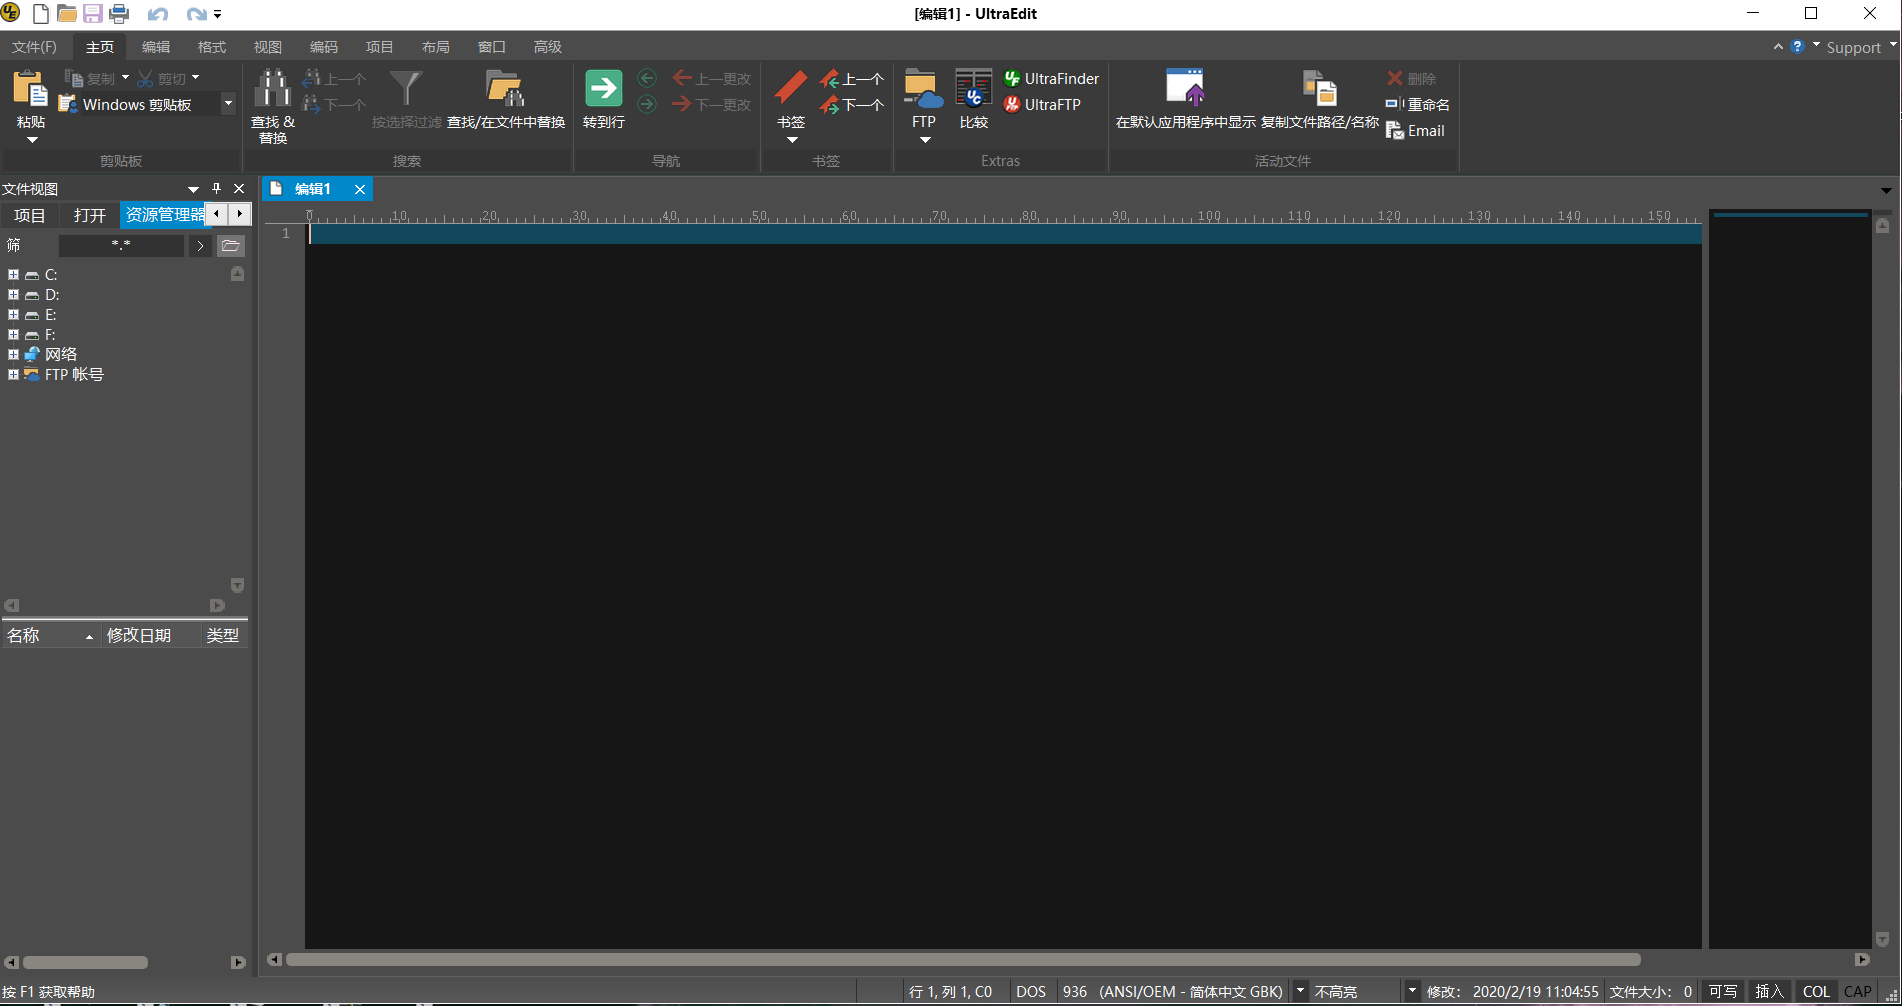 [编辑1] - UltraEdit
文件(F) 主页 编辑 格式 视图 编码 项目 布局 窗口 高级 Support
复制 剪切
Windows 剪贴板
粘贴
剪贴板
查找 &
替换
上一个
下一个
按选择过滤
查找/在文件中替换
搜索
转到行
上一更改
下一更改
导航
书签
上一个
下一个
书签
FTP
比较
UltraFinder
UltraFTP
Extras
在默认应用程序中显示
复制文件路径/名称
删除
重命名
Email
活动文件
文件视图
项目 打开 资源管理器
筛 *.*
C:
D:
E:
F:
网络
FTP 帐号
名称 修改日期 类型
编辑1
0 10 20 30 40 50 60 70 80 90 100 110 120 130 140 150
1
按 F1 获取帮助 行 1, 列 1, C0 DOS 936 (ANSI/OEM - 简体中文 GBK) 不高亮 修改: 2020/2/19 11:04:55 文件大小: 0 可写 插入 COL CAP